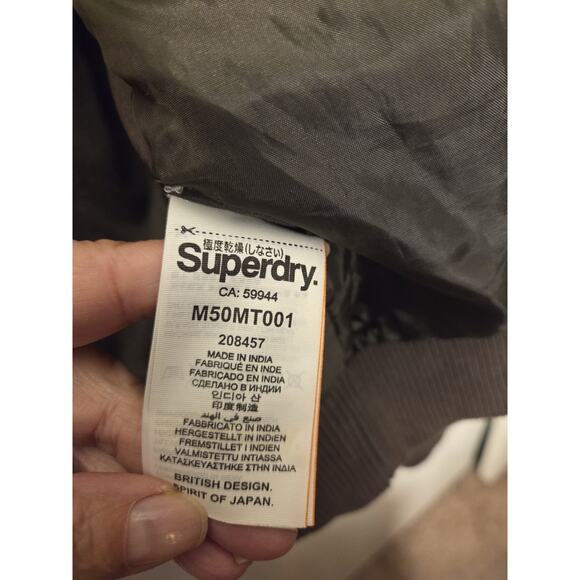 極度乾燥(しなさい)
Superdry.
CA: 59944
M50MT001
208457
MADE IN INDIA
FABRIQUÉ EN INDE
FABRICADO EN INDIA
СДЕЛАНО В ИНДИИ
인디아 산
印度制造
صنع في الهند
FABBRICATO IN INDIA
HERGESTELLT IN INDIEN
FREMSTILLET I INDIEN
VALMISTETTU INTIASSA
ΚΑΤΑΣΚΕΥΑΣΤΗΚΕ ΣΤΗΝ ΙΝΔΙΑ
BRITISH DESIGN.
SPIRIT OF JAPAN.